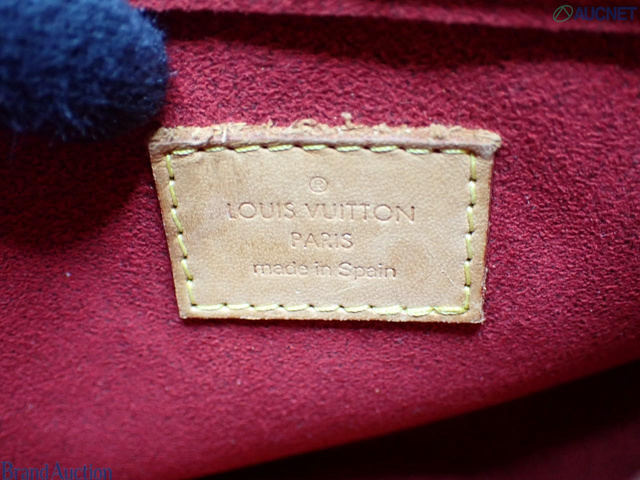 AUCNET
®
LOUIS VUITTON
PARIS
made in Spain
Brand Auction